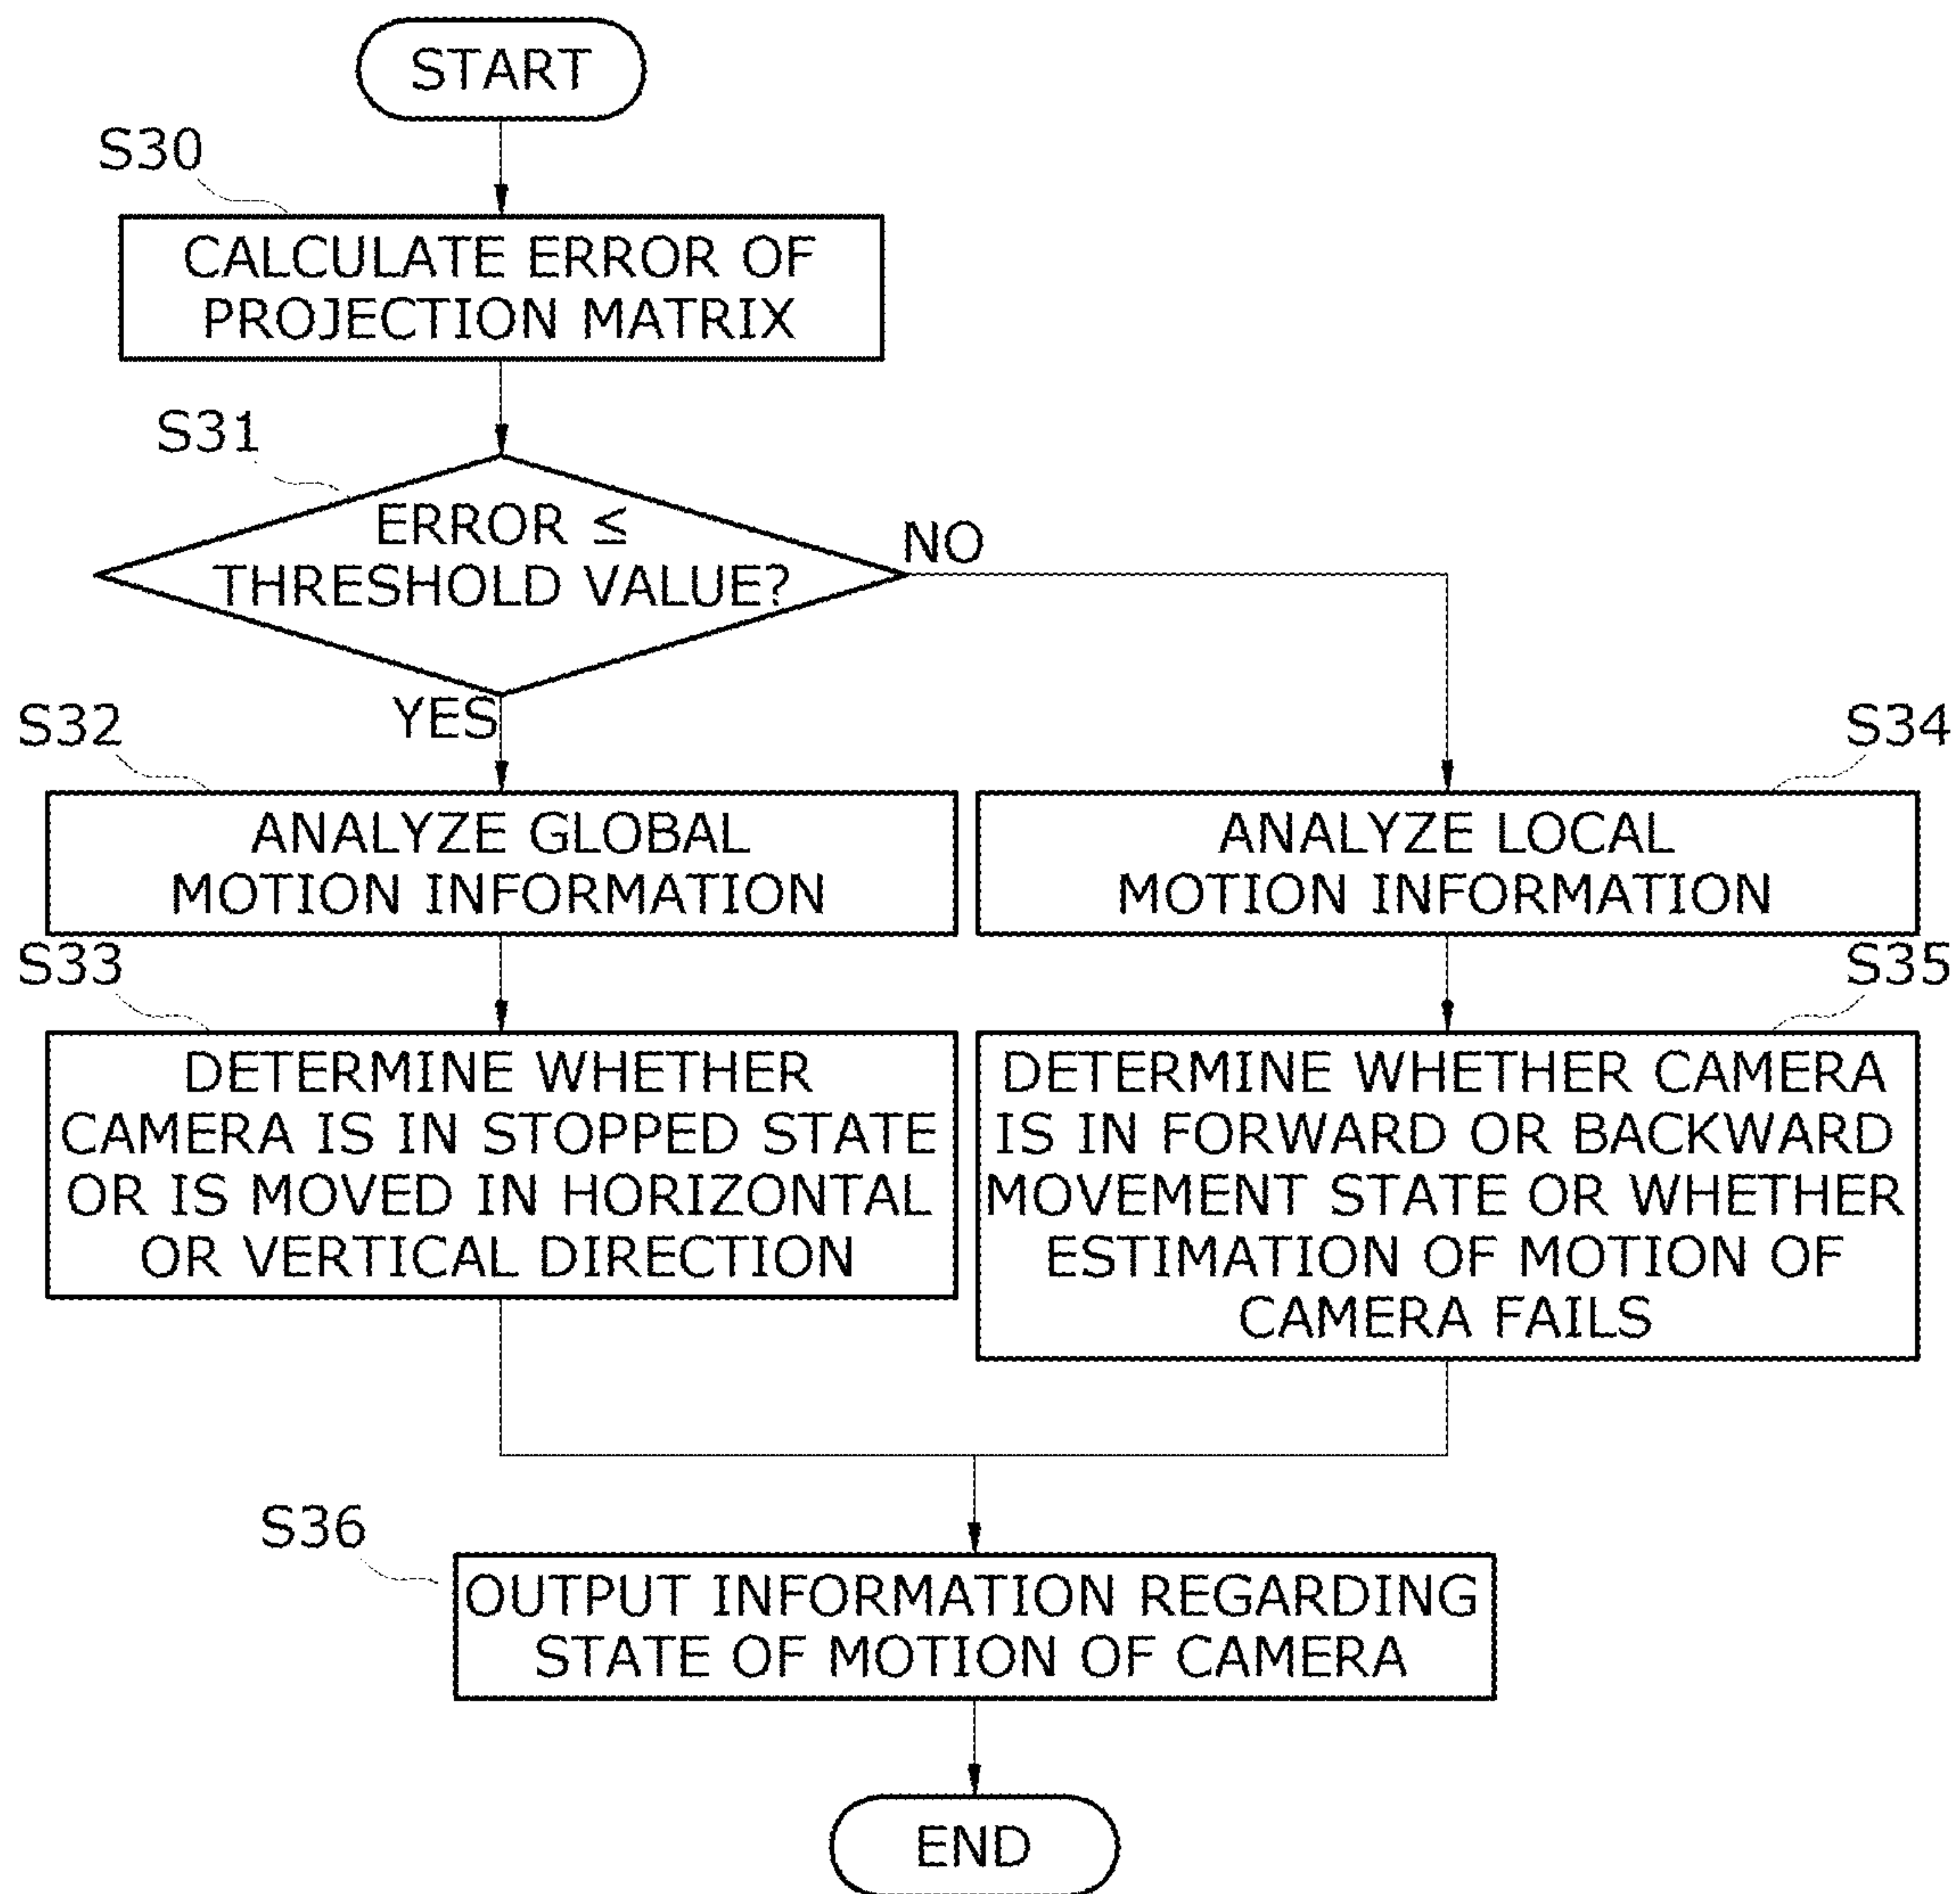 START
S30
CALCULATE ERROR OF
PROJECTION MATRIX
S31
ERROR ≤
THRESHOLD VALUE?
NO
YES
S32
ANALYZE GLOBAL
MOTION INFORMATION
S34
ANALYZE LOCAL
MOTION INFORMATION
S33
DETERMINE WHETHER
CAMERA IS IN STOPPED STATE
OR IS MOVED IN HORIZONTAL
OR VERTICAL DIRECTION
S35
DETERMINE WHETHER CAMERA
IS IN FORWARD OR BACKWARD
MOVEMENT STATE OR WHETHER
ESTIMATION OF MOTION OF
CAMERA FAILS
S36
OUTPUT INFORMATION REGARDING
STATE OF MOTION OF CAMERA
END